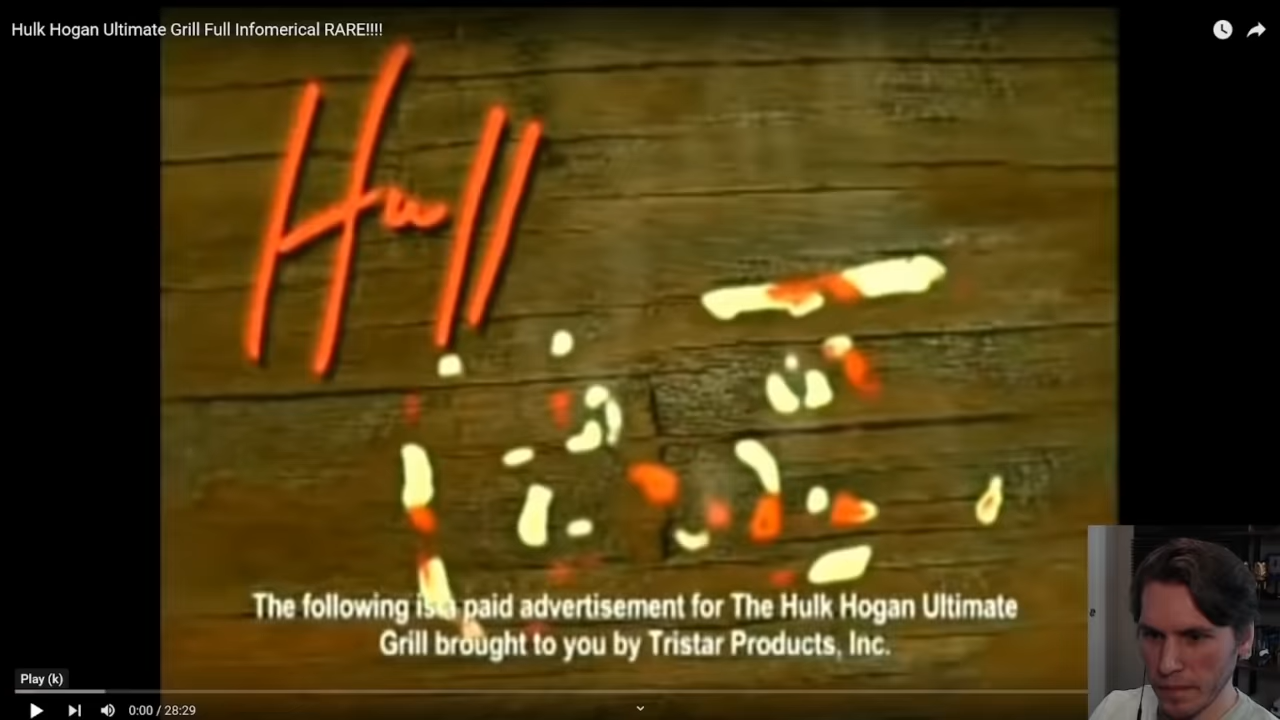 Hulk Hogan Ultimate Grill Full Infomerical RARE!!!!
Hul
The following is a paid advertisement for The Hulk Hogan Ultimate
Grill brought to you by Tristar Products, Inc.
Play (k)
0:00 / 28:29